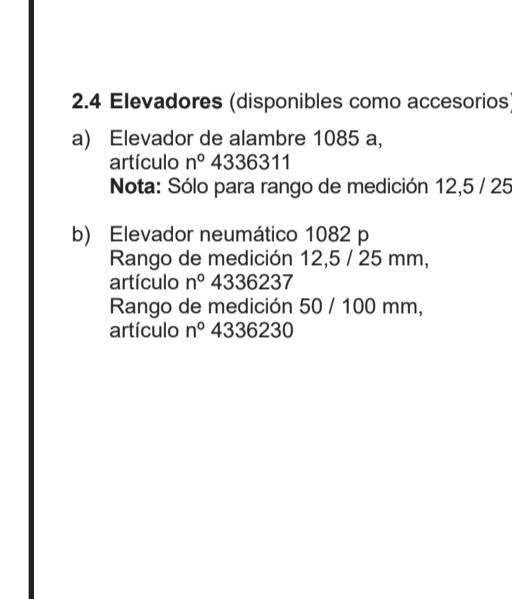 2.4 Elevadores (disponibles como accesorios)
a) Elevador de alambre 1085 a,
artículo nº 4336311
Nota: Sólo para rango de medición 12,5 / 25
b) Elevador neumático 1082 p
Rango de medición 12,5 / 25 mm,
artículo nº 4336237
Rango de medición 50 / 100 mm,
artículo nº 4336230